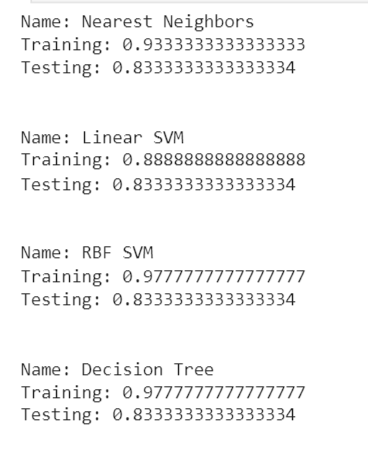 Name: Nearest Neighbors
Training: 0.9333333333333333
Testing: 0.8333333333333334
Name: Linear SVM
Training: 0.8888888888888888
Testing: 0.8333333333333334
Name: RBF SVM
Training: 0.9777777777777777
Testing: 0.8333333333333334
Name: Decision Tree
Training: 0.9777777777777777
Testing: 0.8333333333333334